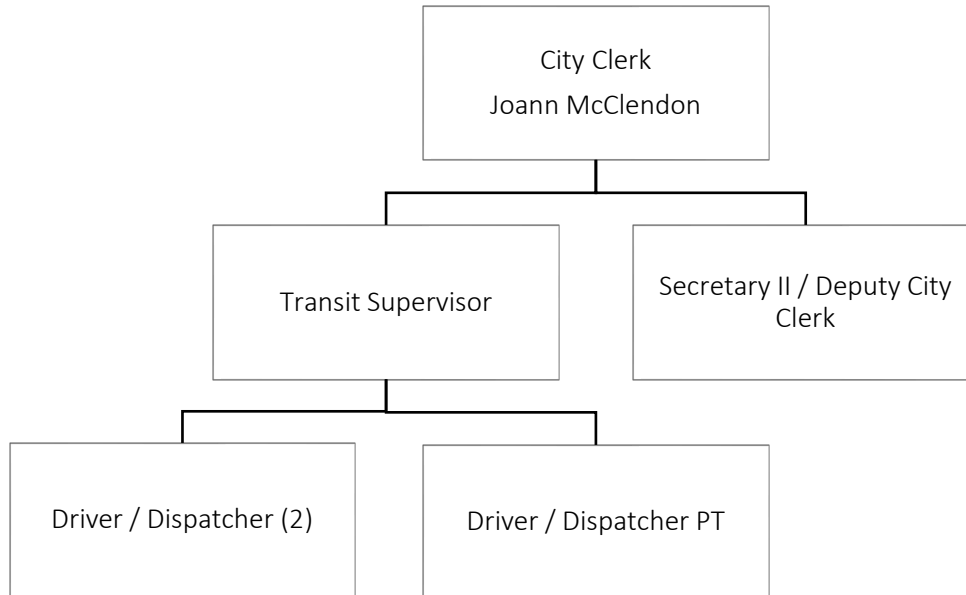 City Clerk
Joann McClendon
Transit Supervisor
Secretary II / Deputy City
Clerk
Driver / Dispatcher (2)
Driver / Dispatcher PT